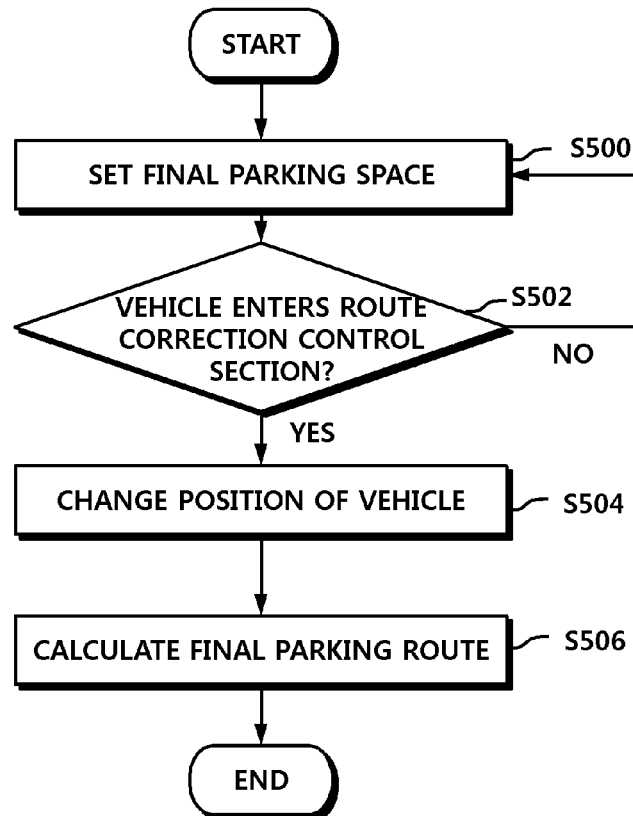 START
SET FINAL PARKING SPACE
S500
VEHICLE ENTERS ROUTE
CORRECTION CONTROL
SECTION?
S502
NO
YES
CHANGE POSITION OF VEHICLE
S504
CALCULATE FINAL PARKING ROUTE
S506
END